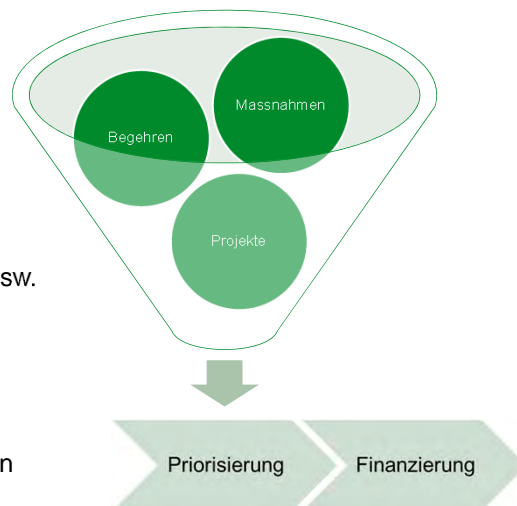 Massnahmen
Begehren
Projekte
sw.
n
Priorisierung
Finanzierung